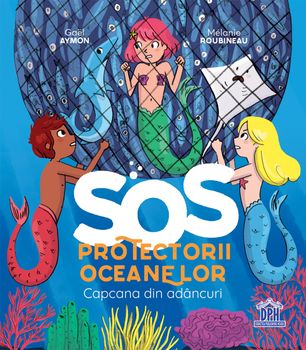 Gaël
AYMON
Mélanie
ROUBINEAU
SOS
PROTECTORII
OCEANELOR
Capcana din adâncuri
DPH